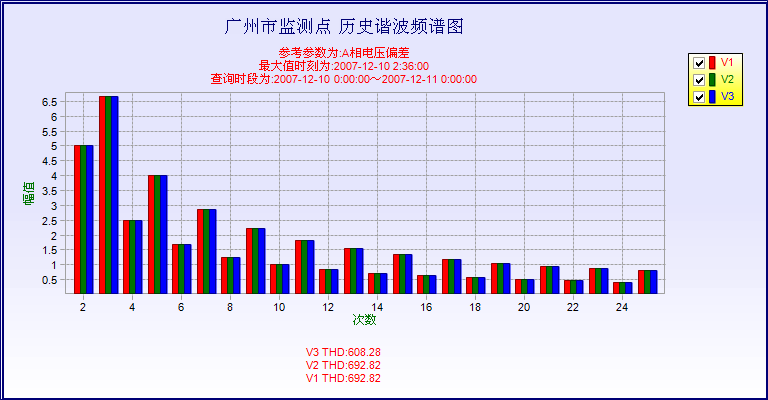 广州市监测点 历史谐波频谱图
参考参数为:A相电压偏差
最大值时刻为:2007-12-10 2:36:00
查询时段为:2007-12-10 0:00:00～2007-12-11 0:00:00
V1
V2
V3
6.5
6
5.5
5
4.5
4
3.5
3
2.5
2
1.5
1
0.5
幅值
2 4 6 8 10 12 14 16 18 20 22 24
次数
V3 THD:608.28
V2 THD:692.82
V1 THD:692.82